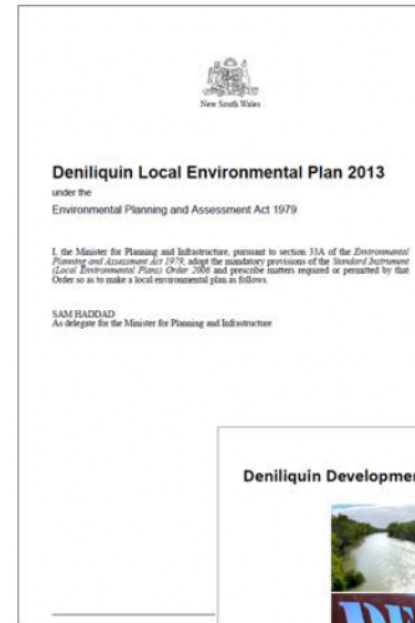 New South Wales
Deniliquin Local Environmental Plan 2013
under the
Environmental Planning and Assessment Act 1979
I, the Minister for Planning and Infrastructure, pursuant to section 33A of the Environmental
Planning and Assessment Act 1979, adopt the mandatory provisions of the Standard Instrument
(Local Environmental Plans) Order 2006 and prescribe matters required or permitted by that
Order so as to make a local environmental plan as follows.
SAM HADDAD
As delegate for the Minister for Planning and Infrastructure
Deniliquin Developme
DE